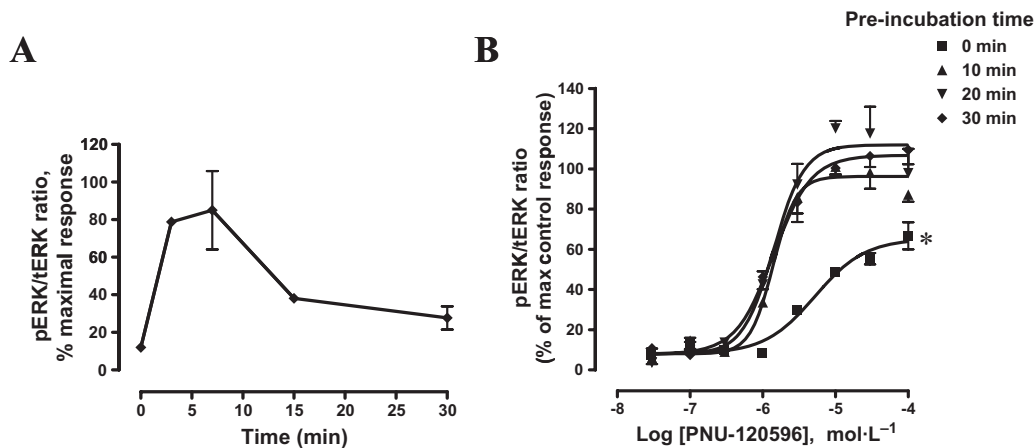 A
pERK/tERK ratio,
% maximal response
120
100
80
60
40
20
0
0 5 10 15 20 25 30
Time (min)
B
Pre-incubation time
0 min
10 min
20 min
30 min
pERK/tERK ratio
(% of max control response)
140
120
100
80
60
40
20
0
*
-8 -7 -6 -5 -4
Log [PNU-120596], mol·L⁻¹